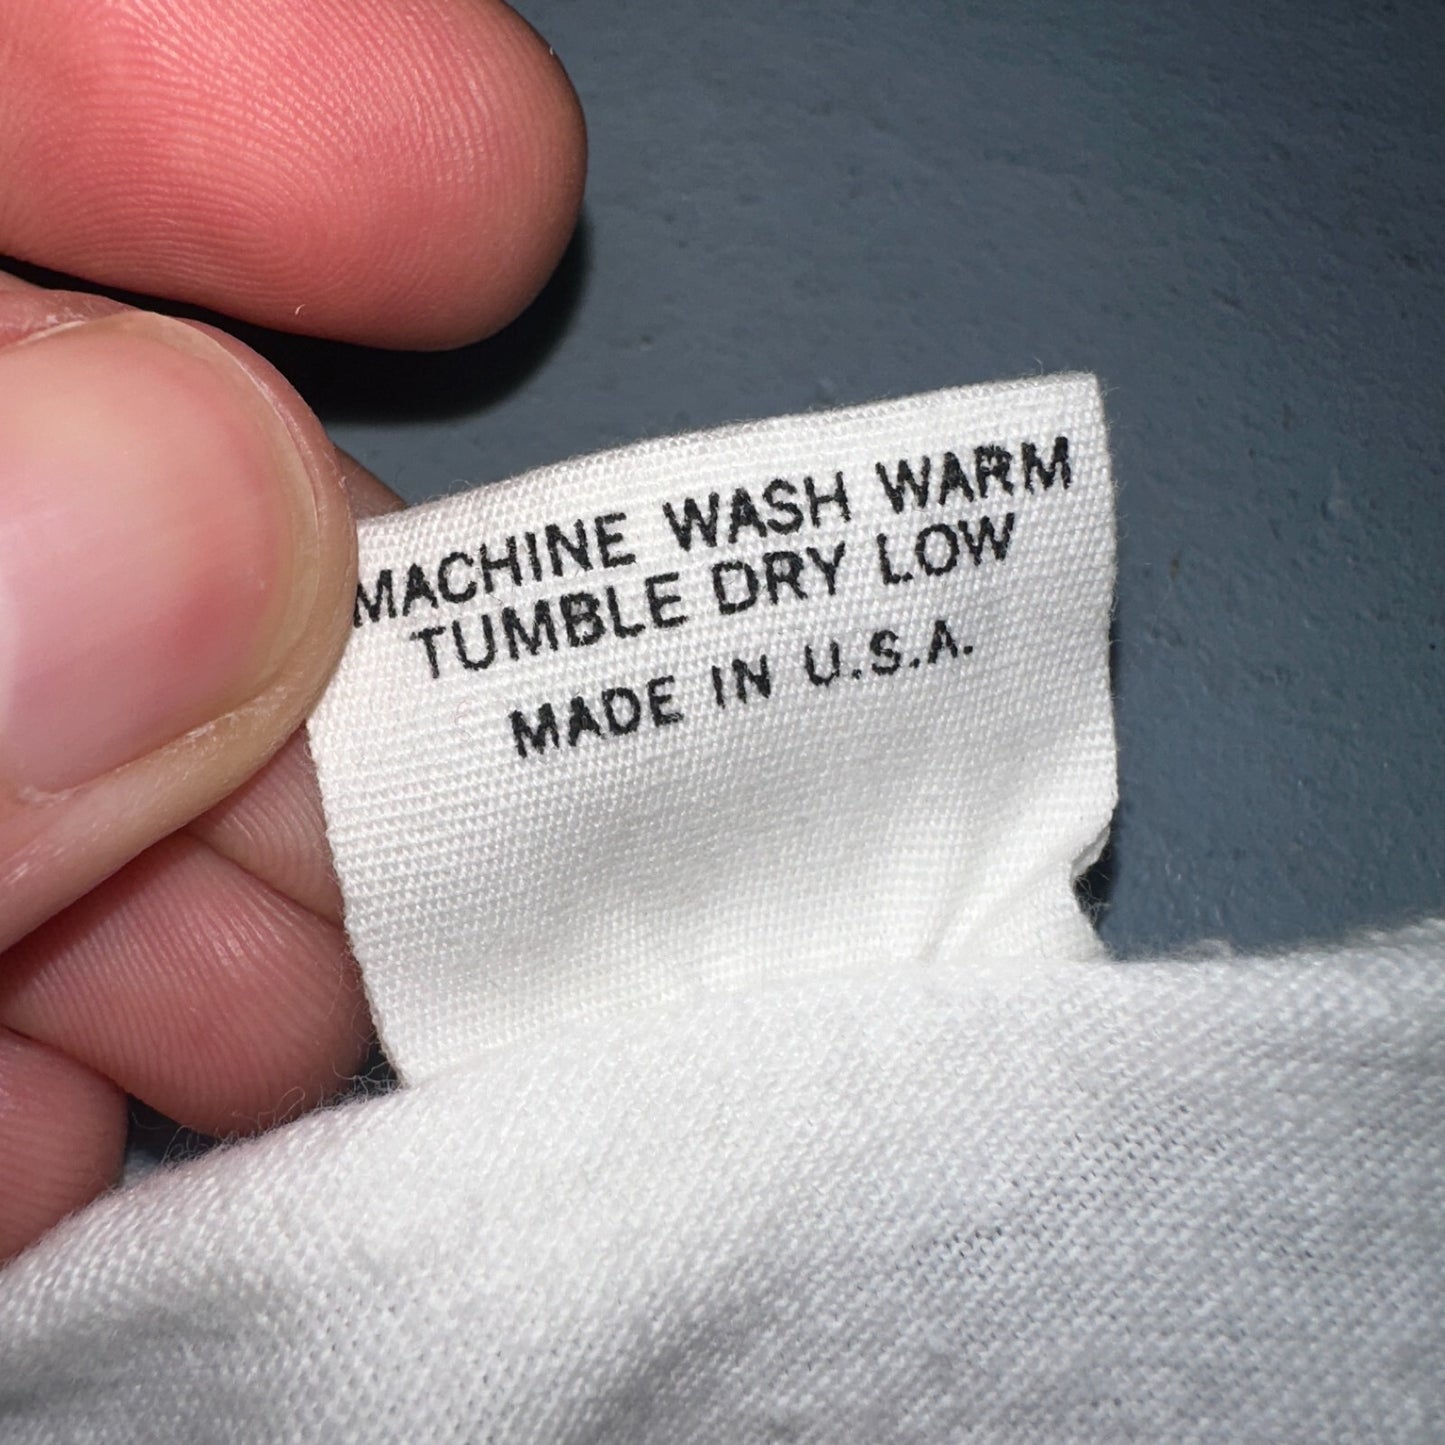 MACHINE WASH WARM
TUMBLE DRY LOW
MADE IN U.S.A.